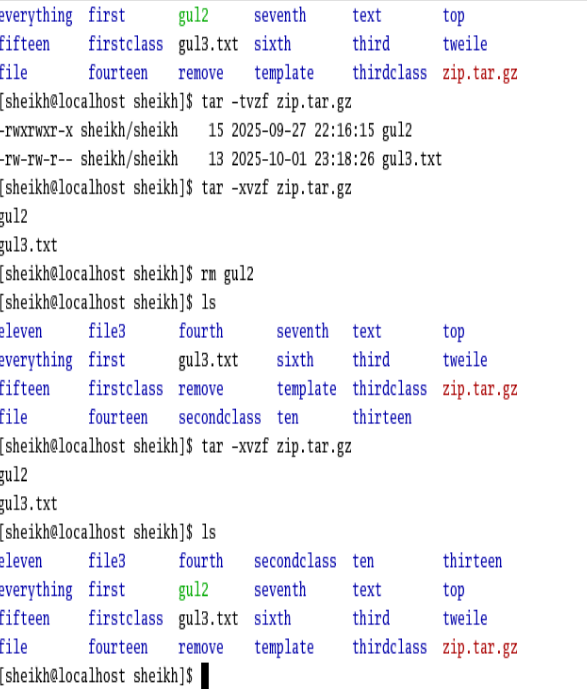 everything first gul2 seventh text top
fifteen firstclass gul3.txt sixth third tweile
file fourteen remove template thirdclass zip.tar.gz
[sheikh@localhost sheikh]$ tar -tvzf zip.tar.gz
-rwxrwxr-x sheikh/sheikh 15 2025-09-27 22:16:15 gul2
-rw-rw-r-- sheikh/sheikh 13 2025-10-01 23:18:26 gul3.txt
[sheikh@localhost sheikh]$ tar -xvzf zip.tar.gz
gul2
gul3.txt
[sheikh@localhost sheikh]$ rm gul2
[sheikh@localhost sheikh]$ ls
eleven file3 fourth seventh text top
everything first gul3.txt sixth third tweile
fifteen firstclass remove template thirdclass zip.tar.gz
file fourteen secondclass ten thirteen
[sheikh@localhost sheikh]$ tar -xvzf zip.tar.gz
gul2
gul3.txt
[sheikh@localhost sheikh]$ ls
eleven file3 fourth secondclass ten thirteen
everything first gul2 seventh text top
fifteen firstclass gul3.txt sixth third tweile
file fourteen remove template thirdclass zip.tar.gz
[sheikh@localhost sheikh]$